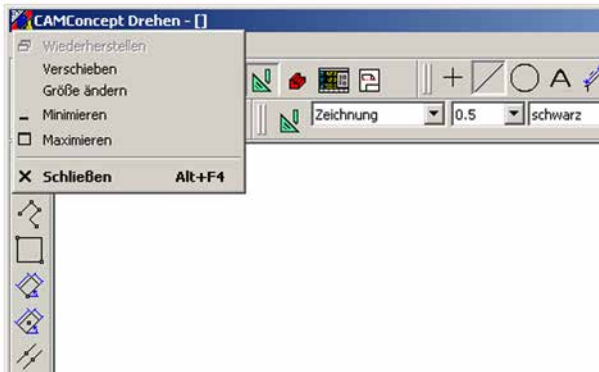 CAMConcept Drehen - []
Wiederherstellen
Verschieben
Größe ändern
Minimieren
Maximieren
Schließen Alt+F4
A
Zeichnung 0.5 schwarz